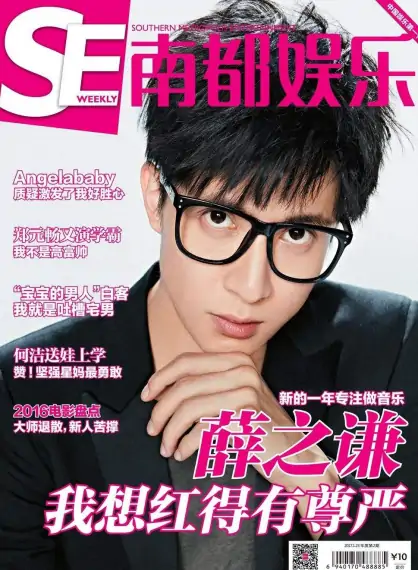 SE
WEEKLY
南都娱乐
Angelababy
质疑激发了我好胜心
郑元畅又演学霸
我不是高富帅
“宝宝的男人”白客
我就是吐槽宅男
何洁送娃上学
赞！坚强星妈最勇敢
2016电影盘点
大师退散，新人苦撑
新的一年专注做音乐
薛之谦
我想红得有尊严
¥10
6 940170 488885